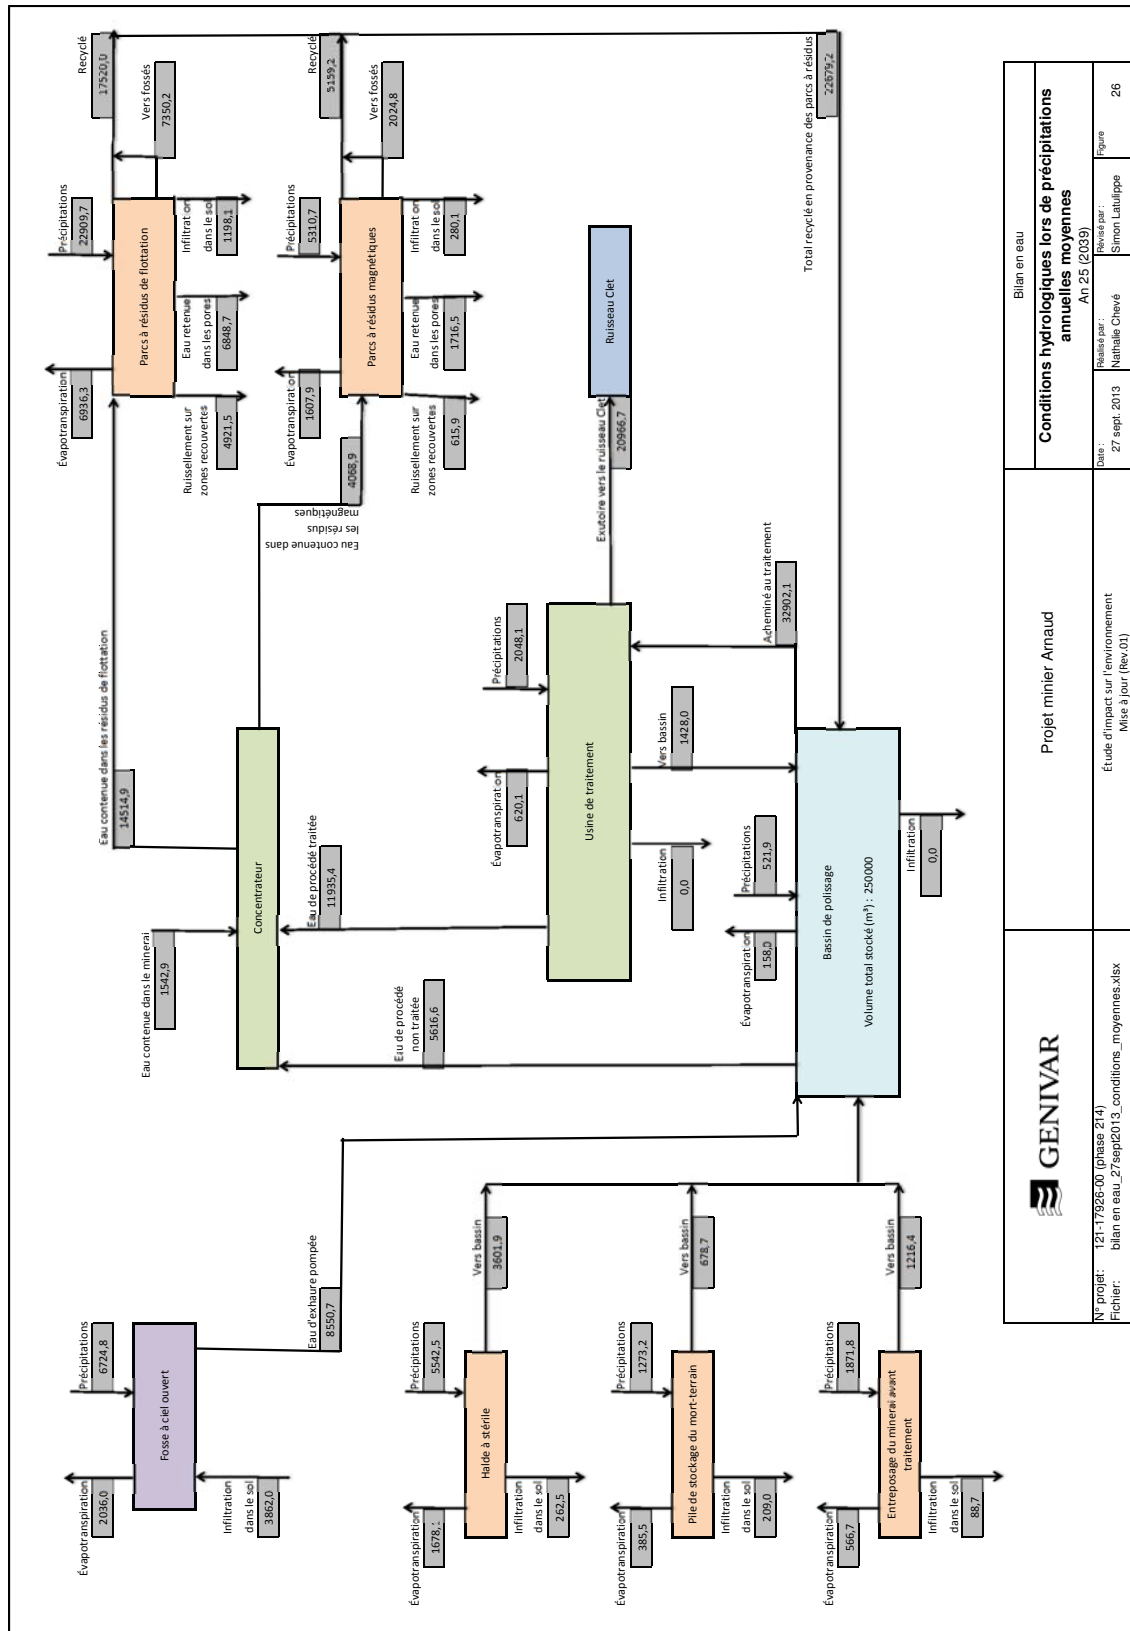 Évapotranspiration
2036,0
Précipitations
6724,8
Fosse à ciel ouvert
Infiltration
3862,0
Eau d'exhaure pompée
8550,7
Évapotranspiration
Précipitations
5542,5
Halde à stérile
Infiltration
dans le sol
262,5
Vers bassin
3601,9
Évapotranspiration
385,5
Précipitations
1273,2
Pile de stockage du mort-terrain
Infiltration
dans le sol
209,0
Vers bassin
678,7
Évapotranspiration
566,7
Précipitations
1871,8
Entreposage du minerai avant
traitement
Infiltration
dans le sol
88,7
Vers bassin
1216,4
Eau contenue dans le minerai
1542,9
Concentrateur
Eau de procédé
non traitée
5616,6
Eau de procédé traitée
11935,4
Eau contenue dans les résidus de flottation
14514,9
Eau contenue dans
les résidus
magnétiques
4068,9
Évapotranspiration
620,1
Précipitations
2048,1
Usine de traitement
Infiltration
0,0
Vers bassin
1428,0
Acheminé au traitement
32902,1
Exutoire vers le ruisseau Clet
20966,7
Ruisseau Clet
Évapotranspiration
158,0
Précipitations
521,9
Bassin de polissage
Volume total stocké (m³) : 250000
Infiltration
0,0
Évapotranspiration
6936,3
Précipitations
22909,7
Parcs à résidus de flottation
Ruissellement sur
zones recouvertes
4921,5
Eau retenue
dans les pores
6848,7
Infiltration
dans le sol
1198,1
Vers fossés
7350,2
Recyclé
17520,0
Évapotranspiration
1607,9
Précipitations
5310,7
Parcs à résidus magnétiques
Ruissellement sur
zones recouvertes
615,9
Eau retenue
dans les pores
1716,5
Infiltration
dans le sol
280,1
Vers fossés
2024,8
Recyclé
5159,2
Total recyclé en provenance des parcs à résidus
22679,2
GENIVAR
N° projet: 121-17926-00 (phase 214)
Fichier: bilan en eau_27sept2013_conditions_moyennes.xlsx
Projet minier Arnaud
Étude d'impact sur l'environnement
Mise à jour (Rev.01)
Bilan en eau
Conditions hydrologiques lors de précipitations
annuelles moyennes
An 25 (2039)
Date : 27 sept. 2013
Réalisé par : Nathalie Chevé
Révisé par : Simon Latulippe
Figure 26